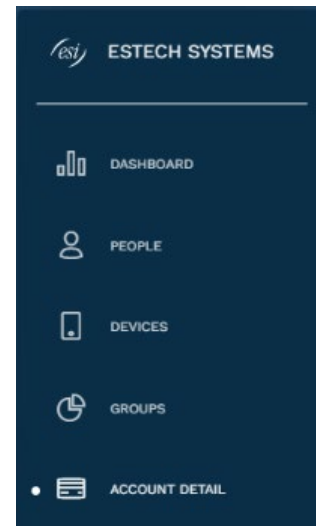 esi ESTECH SYSTEMS
DASHBOARD
PEOPLE
DEVICES
GROUPS
ACCOUNT DETAIL